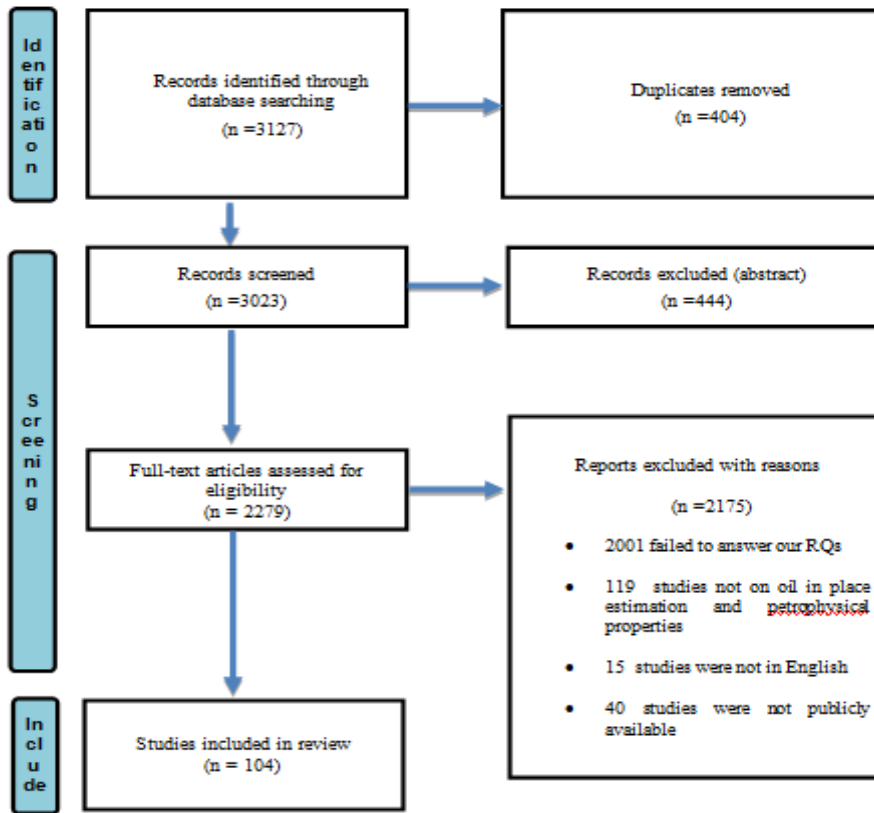 Id
en
tif
ic
ati
o
n
Records identified through
database searching
(n =3127)
Duplicates removed
(n =404)
S
cr
ee
ni
n
g
Records screened
(n =3023)
Records excluded (abstract)
(n =444)
Full-text articles assessed for
eligibility
(n = 2279)
Reports excluded with reasons
(n =2175)
• 2001 failed to answer our RQs
• 119 studies not on oil in place
estimation and petrophysical
properties
• 15 studies were not in English
• 40 studies were not publicly
available
In
cl
u
de
Studies included in review
(n = 104)